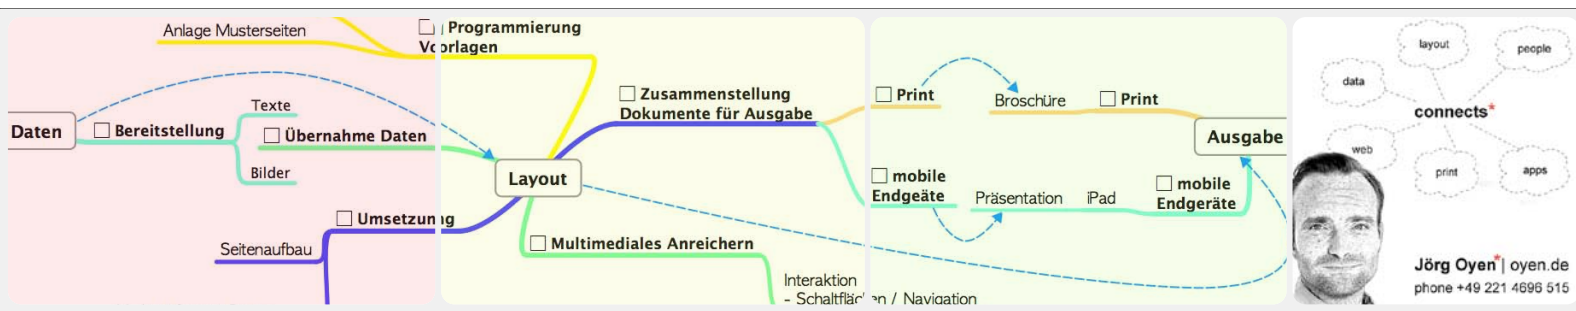 Anlage Musterseiten
Programmierung
Vorlagen
Daten
Bereitstellung
Texte
Übernahme Daten
Bilder
Umsetzung
Seitenaufbau
Layout
Zusammenstellung
Dokumente für Ausgabe
Multimediales Anreichern
Interaktion
- Schaltflächen / Navigation
Print
Broschüre
Print
Ausgabe
mobile
Endgeäte
Präsentation
iPad
mobile
Endgeräte
layout
people
data
connects*
web
print
apps
Jörg Oyen*| oyen.de
phone +49 221 4696 515